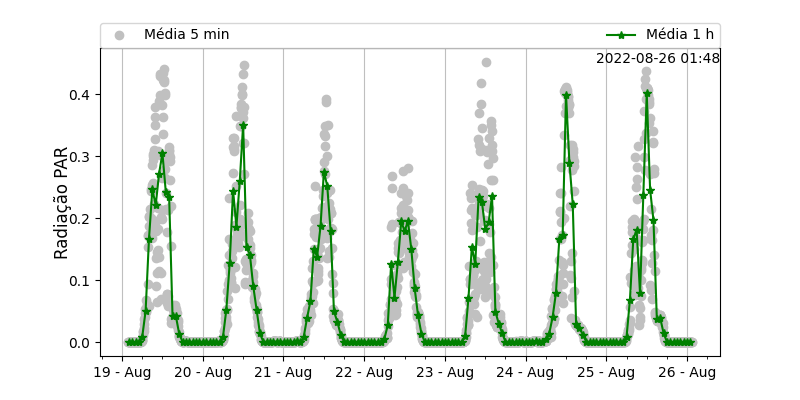 Média 5 min
Média 1 h
2022-08-26 01:48
Radiação PAR
0.4
0.3
0.2
0.1
0.0
19 - Aug
20 - Aug
21 - Aug
22 - Aug
23 - Aug
24 - Aug
25 - Aug
26 - Aug